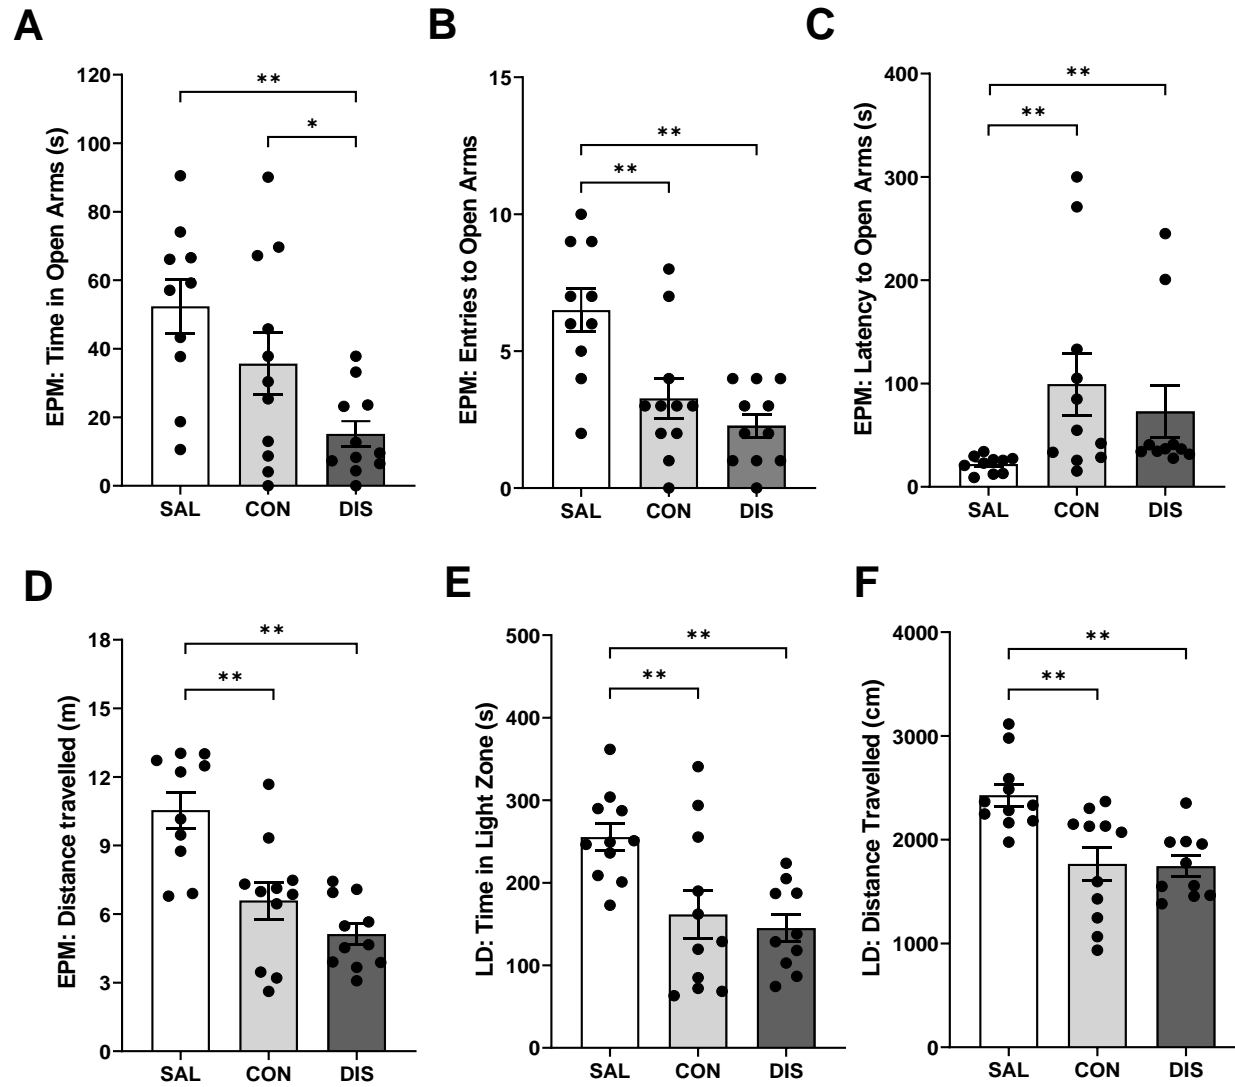 A
B
C
EPM: Time in Open Arms (s)
120
100
80
60
40
20
0
**
*
SAL CON DIS
EPM: Entries to Open Arms
15
10
5
0
**
**
SAL CON DIS
EPM: Latency to Open Arms (s)
400
300
200
100
0
**
**
SAL CON DIS
D
E
F
EPM: Distance travelled (m)
18
15
12
9
6
3
0
**
**
SAL CON DIS
LD: Time in Light Zone (s)
500
400
300
200
100
0
**
**
SAL CON DIS
LD: Distance Travelled (cm)
4000
3000
2000
1000
0
**
**
SAL CON DIS